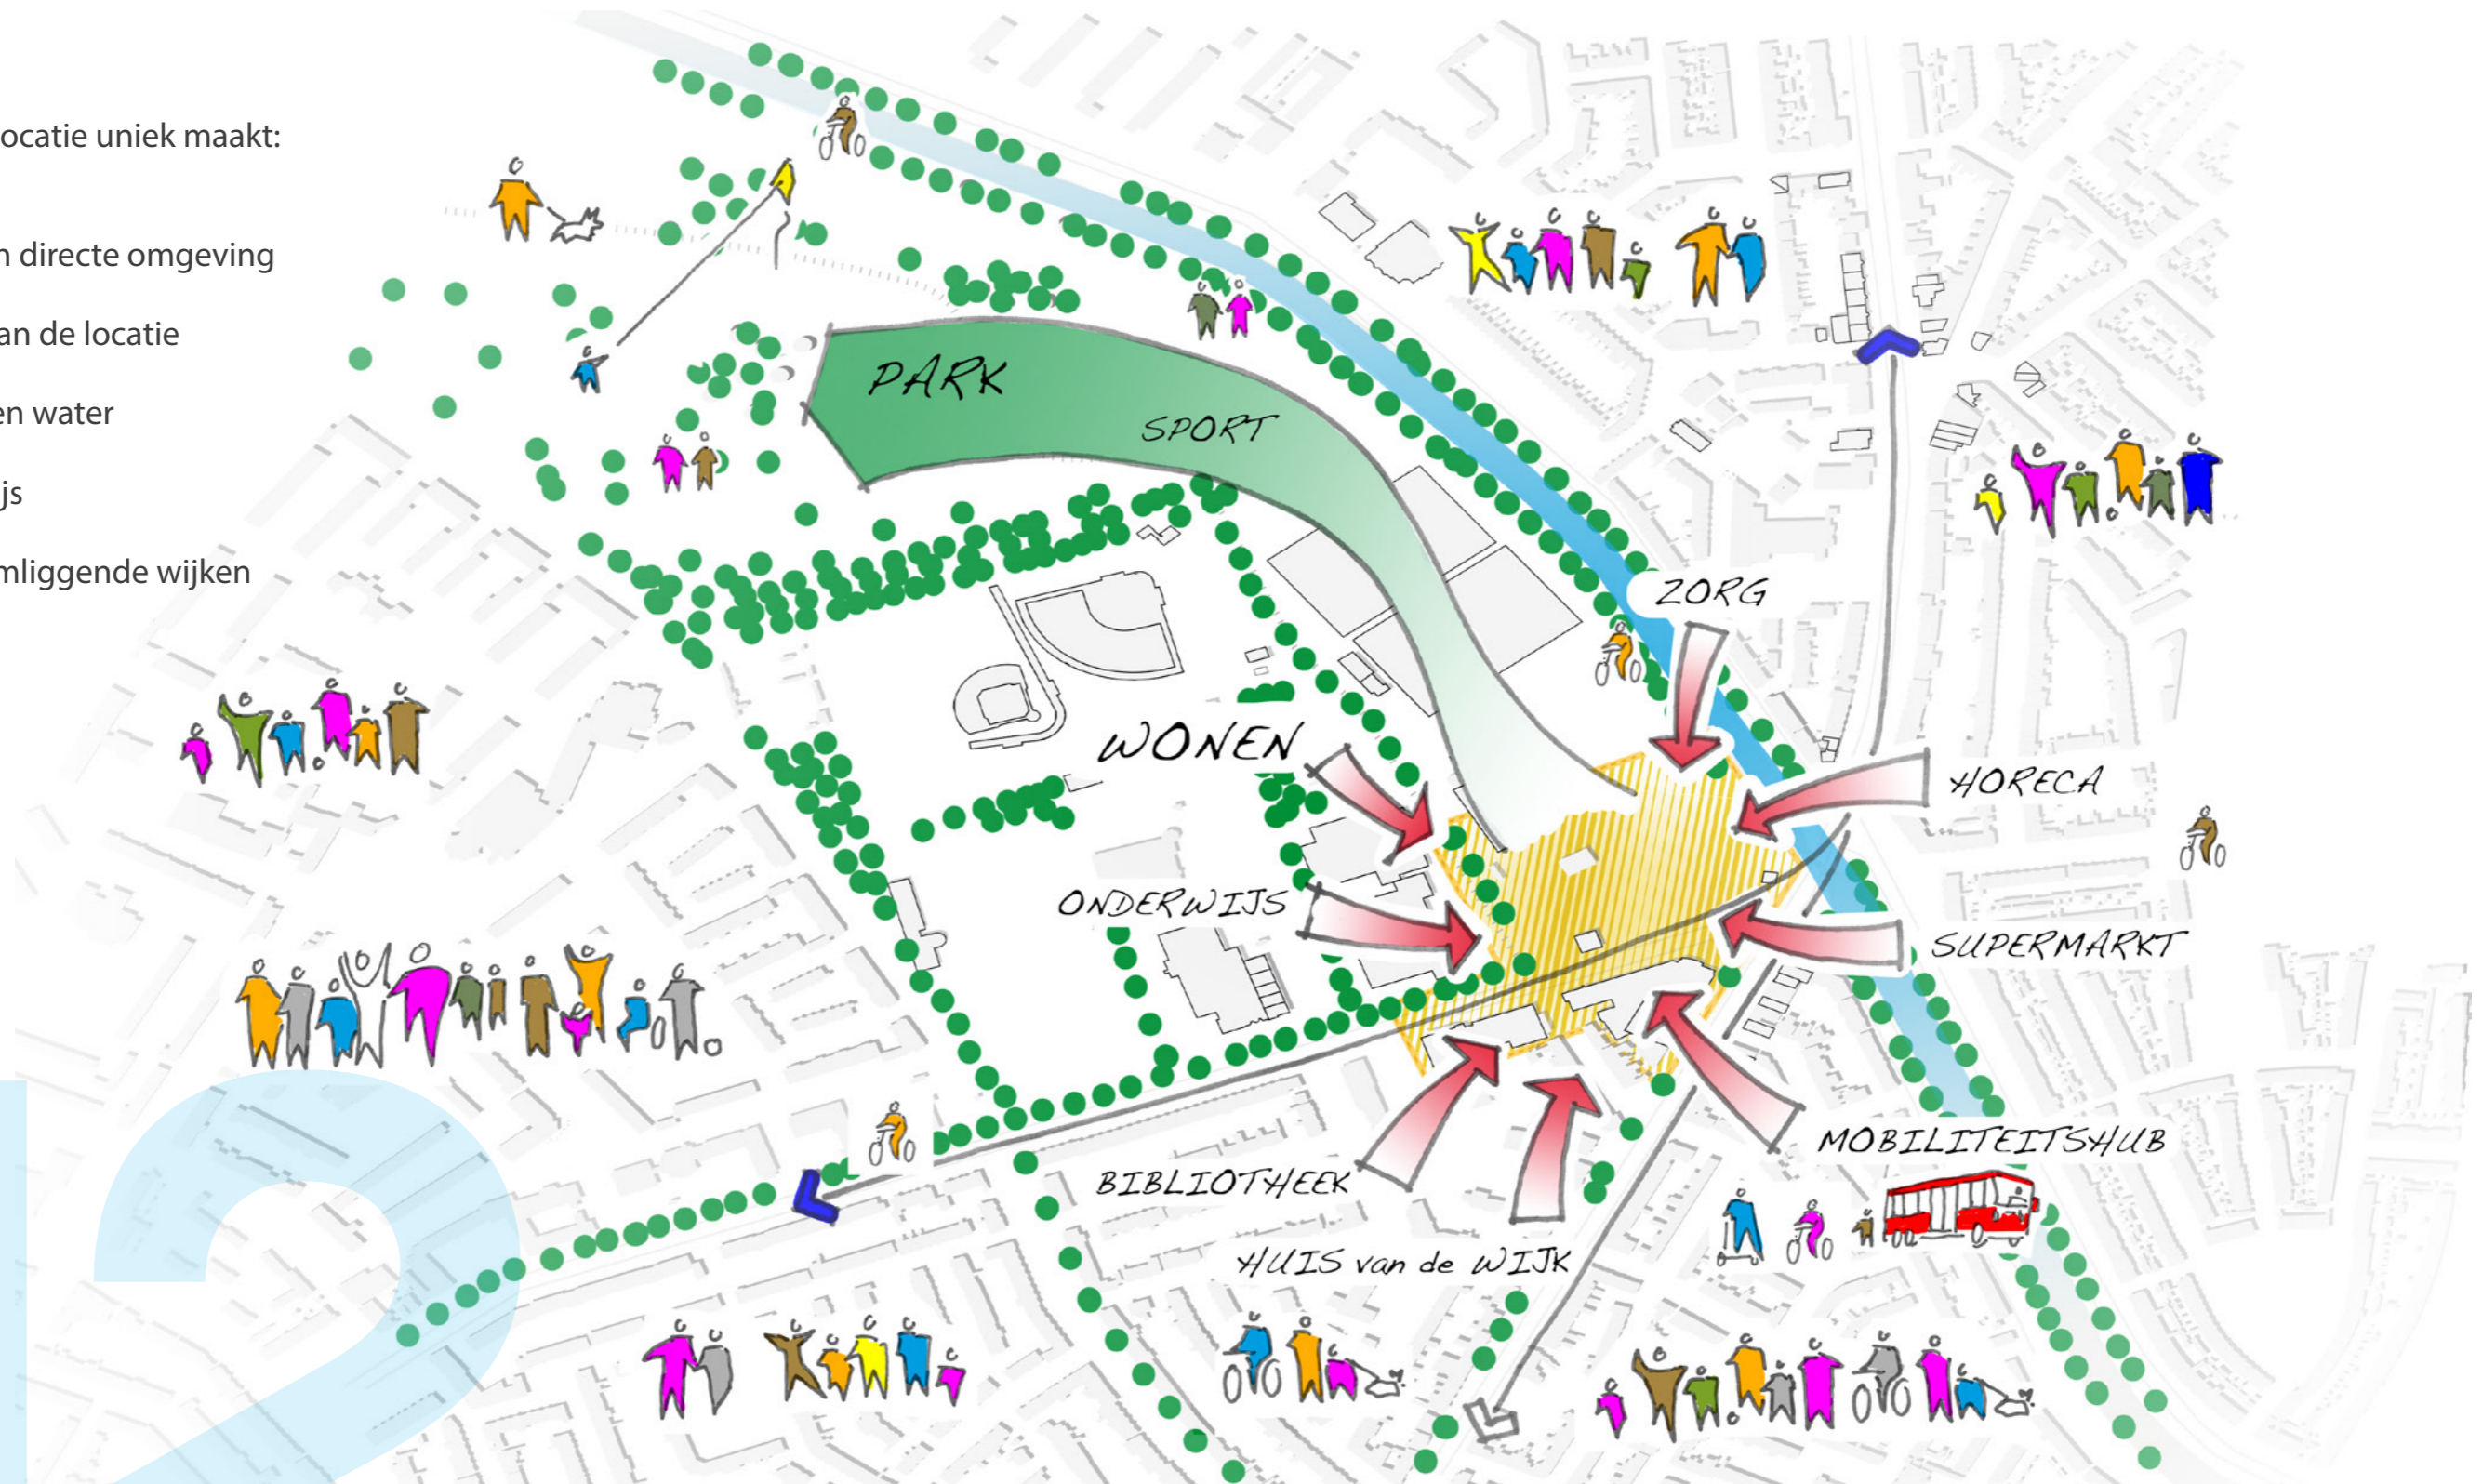 ocatie uniek maakt:
n directe omgeving
an de locatie
en water
js
mliggende wijken
PARK
SPORT
ZORG
WONEN
HORECA
ONDERWIJS
SUPERMARKT
MOBILITEITSHUB
BIBLIOTHEEK
HUIS van de WIJK
12